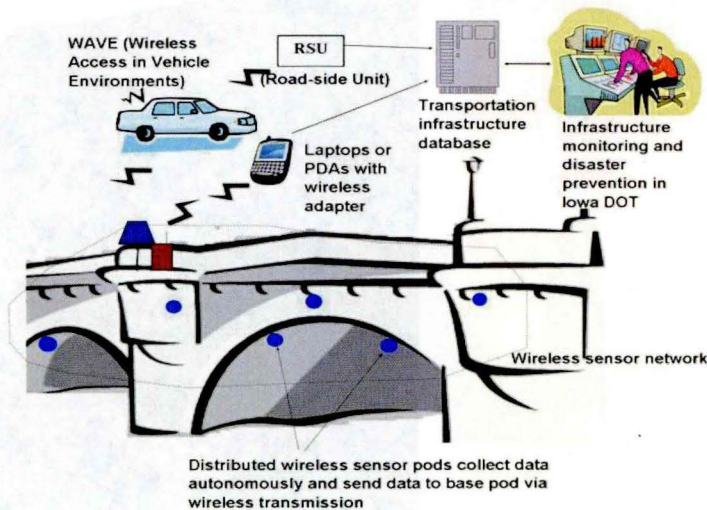 WAVE (Wireless
Access in Vehicle
Environments)
RSU
(Road-side Unit)
Transportation
infrastructure
database
Infrastructure
monitoring and
disaster
prevention in
Iowa DOT
Laptops or
PDAs with
wireless
adapter
Wireless sensor network
Distributed wireless sensor pods collect data
autonomously and send data to base pod via
wireless transmission